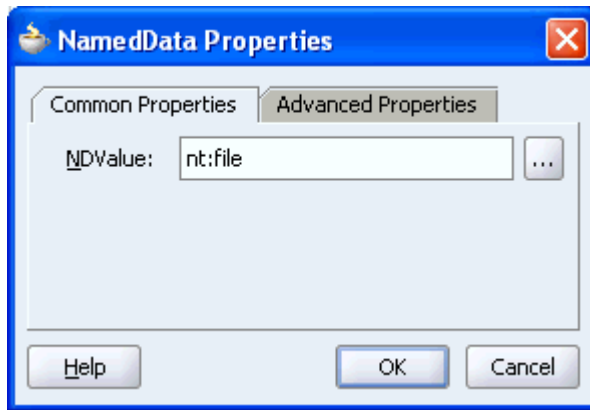 NamedData Properties
Common Properties Advanced Properties
NDValue: nt:file ...
Help OK Cancel